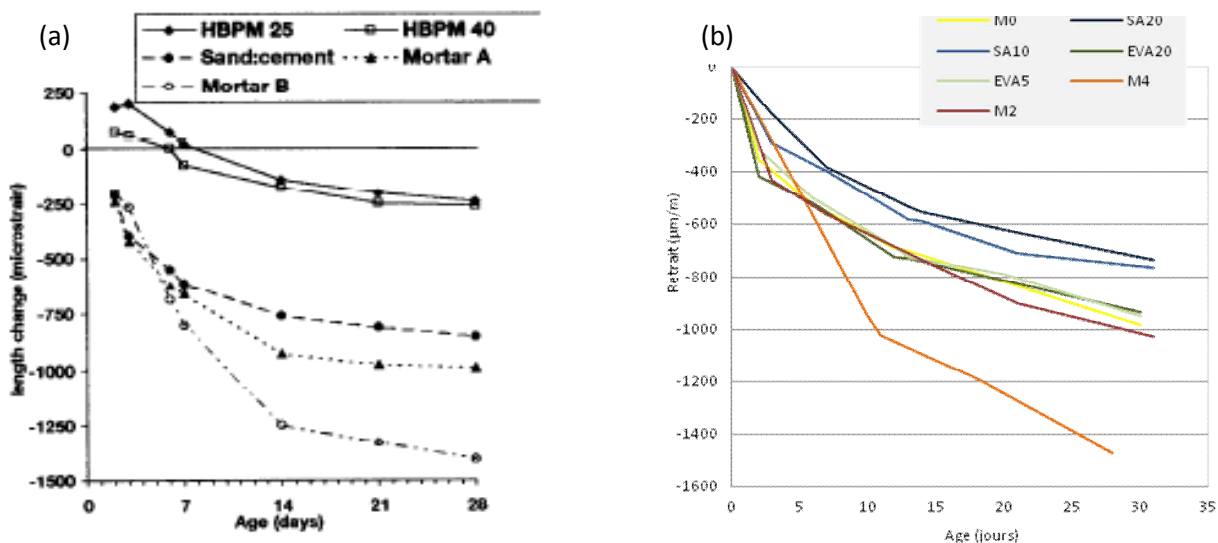 (a)
HBPM 25 HBPM 40
Sand:cement Mortar A
Mortar B
length change (microstrair)
250
0
-250
-500
-750
-1000
-1250
-1500
0 7 14 21 28
Age (days)
(b)
M0 SA20
SA10 EVA20
EVA5 M4
M2
Retrait (µm/m)
0
-200
-400
-600
-800
-1000
-1200
-1400
-1600
0 5 10 15 20 25 30 35
Age (jours)